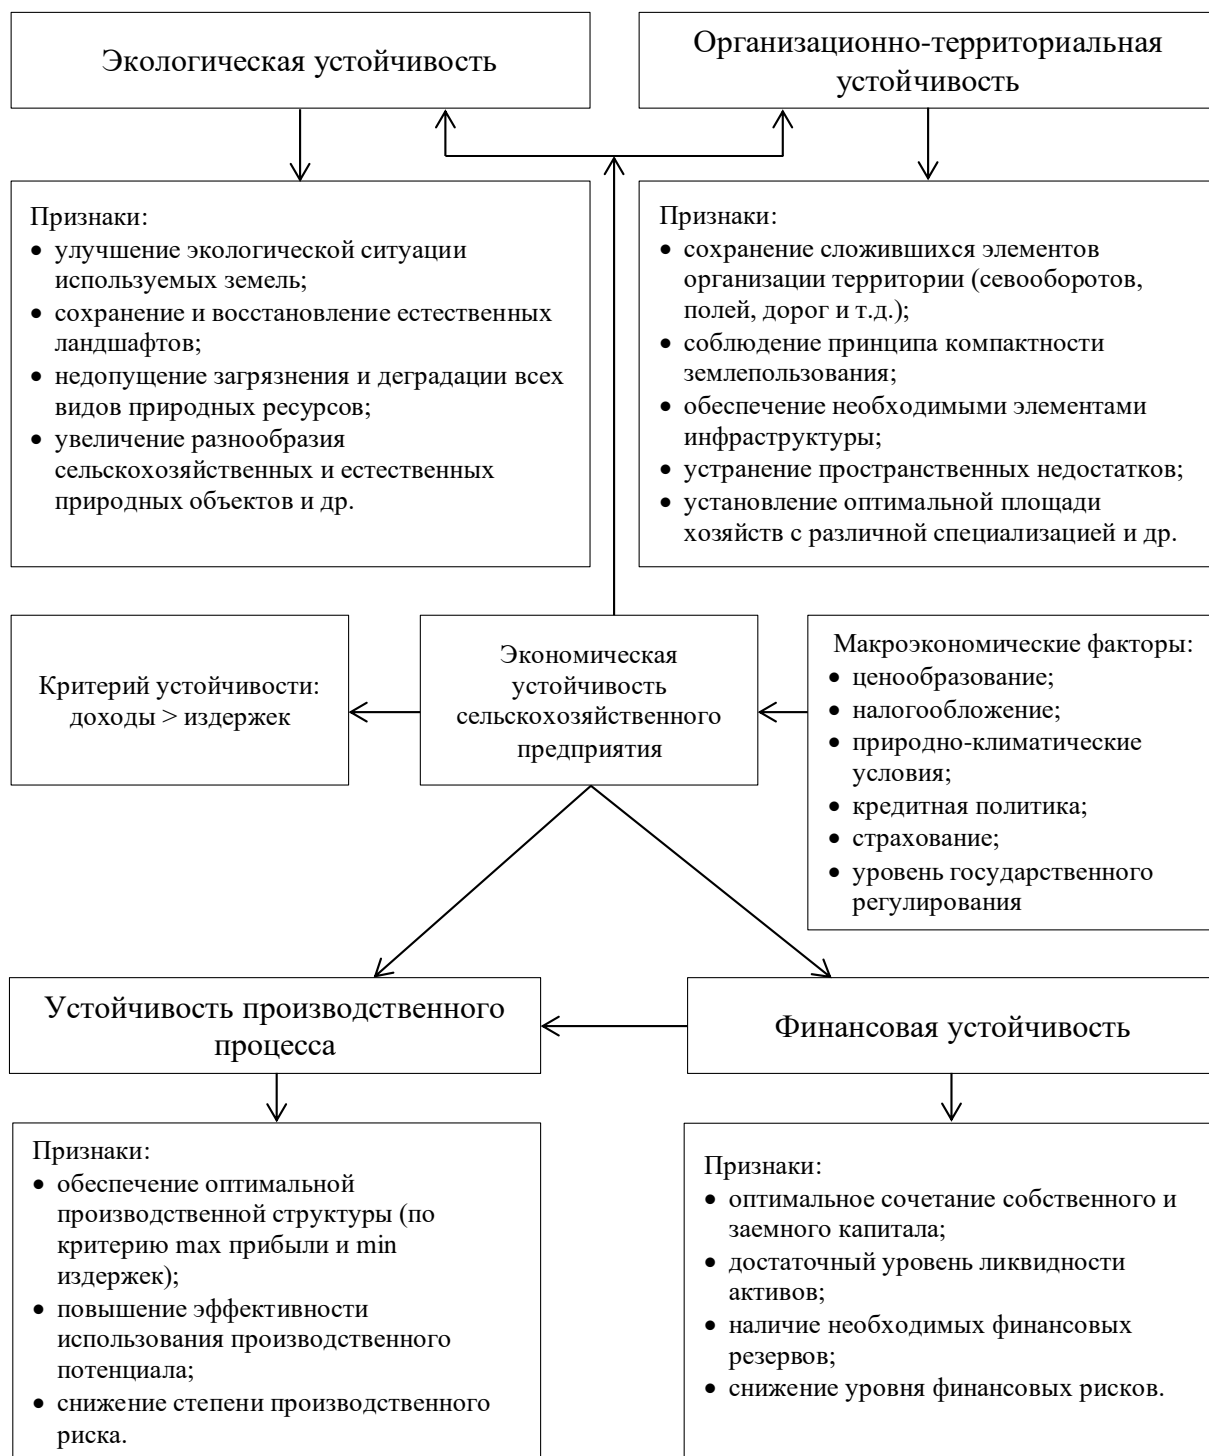 Экологическая устойчивость
Организационно-территориальная
устойчивость
Признаки:
• улучшение экологической ситуации
используемых земель;
• сохранение и восстановление естественных
ландшафтов;
• недопущение загрязнения и деградации всех
видов природных ресурсов;
• увеличение разнообразия
сельскохозяйственных и естественных
природных объектов и др.
Признаки:
• сохранение сложившихся элементов
организации территории (севооборотов,
полей, дорог и т.д.);
• соблюдение принципа компактности
землепользования;
• обеспечение необходимыми элементами
инфраструктуры;
• устранение пространственных недостатков;
• установление оптимальной площади
хозяйств с различной специализацией и др.
Критерий устойчивости:
доходы > издержек
Экономическая
устойчивость
сельскохозяйственного
предприятия
Макроэкономические факторы:
• ценообразование;
• налогообложение;
• природно-климатические
условия;
• кредитная политика;
• страхование;
• уровень государственного
регулирования
Устойчивость производственного
процесса
Финансовая устойчивость
Признаки:
• обеспечение оптимальной
производственной структуры (по
критерию max прибыли и min
издержек);
• повышение эффективности
использования производственного
потенциала;
• снижение степени производственного
риска.
Признаки:
• оптимальное сочетание собственного и
заемного капитала;
• достаточный уровень ликвидности
активов;
• наличие необходимых финансовых
резервов;
• снижение уровня финансовых рисков.